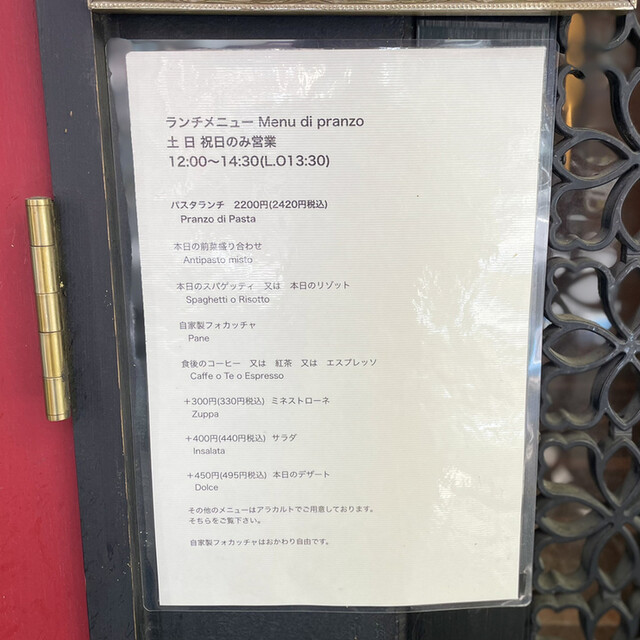 ランチメニュー Menu di pranzo
土 日 祝日のみ営業
12:00〜14:30(L.O13:30)
パスタランチ 2200円(2420円税込)
Pranzo di Pasta
本日の前菜盛り合わせ
Antipasto misto
本日のスパゲッティ 又は 本日のリゾット
Spaghetti o Risotto
自家製フォカッチャ
Pane
食後のコーヒー 又は 紅茶 又は エスプレッソ
Caffe o Te o Espresso
+300円(330円税込) ミネストローネ
Zuppa
+400円(440円税込) サラダ
Insalata
+450円(495円税込) 本日のデザート
Dolce
その他のメニューはアラカルトでご用意しております。
そちらをご覧下さい。
自家製フォカッチャはおかわり自由です。